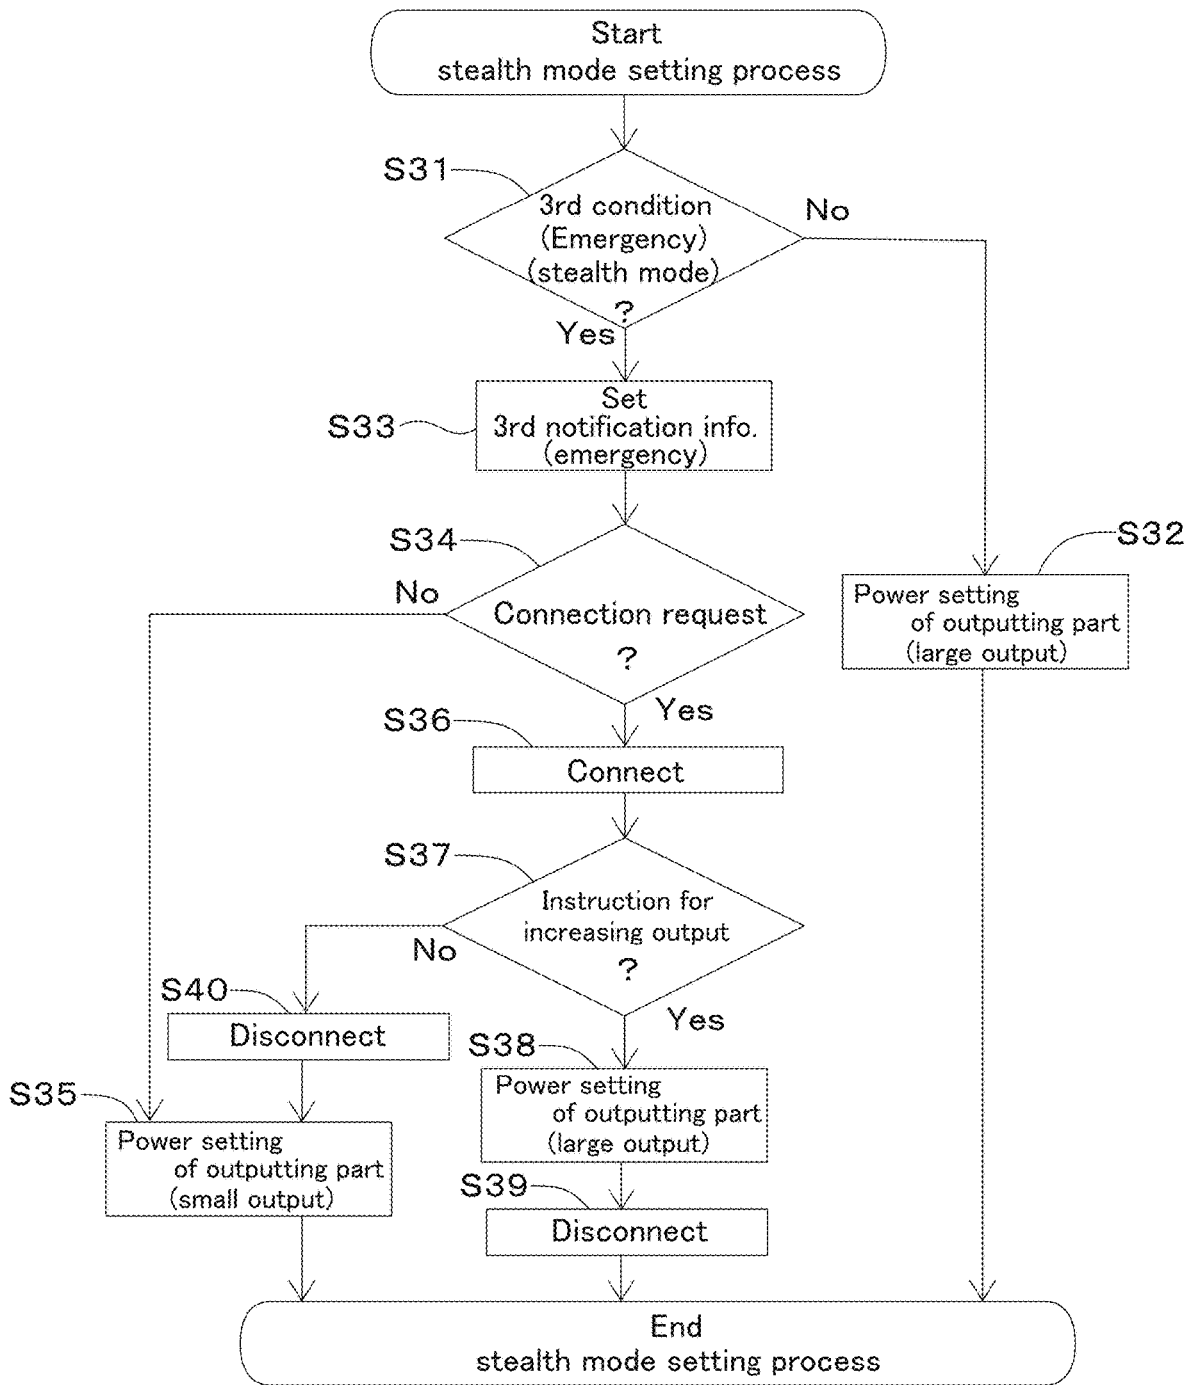 Start
stealth mode setting process
S31
3rd condition
(Emergency)
(stealth mode)
?
No
Yes
Set
3rd notification info.
(emergency)
S33
S34
No
Connection request
?
S32
Power setting
of outputting part
(large output)
Yes
S36
Connect
S37
Instruction for
increasing output
?
No
Yes
S40
Disconnect
S38
Power setting
of outputting part
(large output)
S35
Power setting
of outputting part
(small output)
S39
Disconnect
End
stealth mode setting process